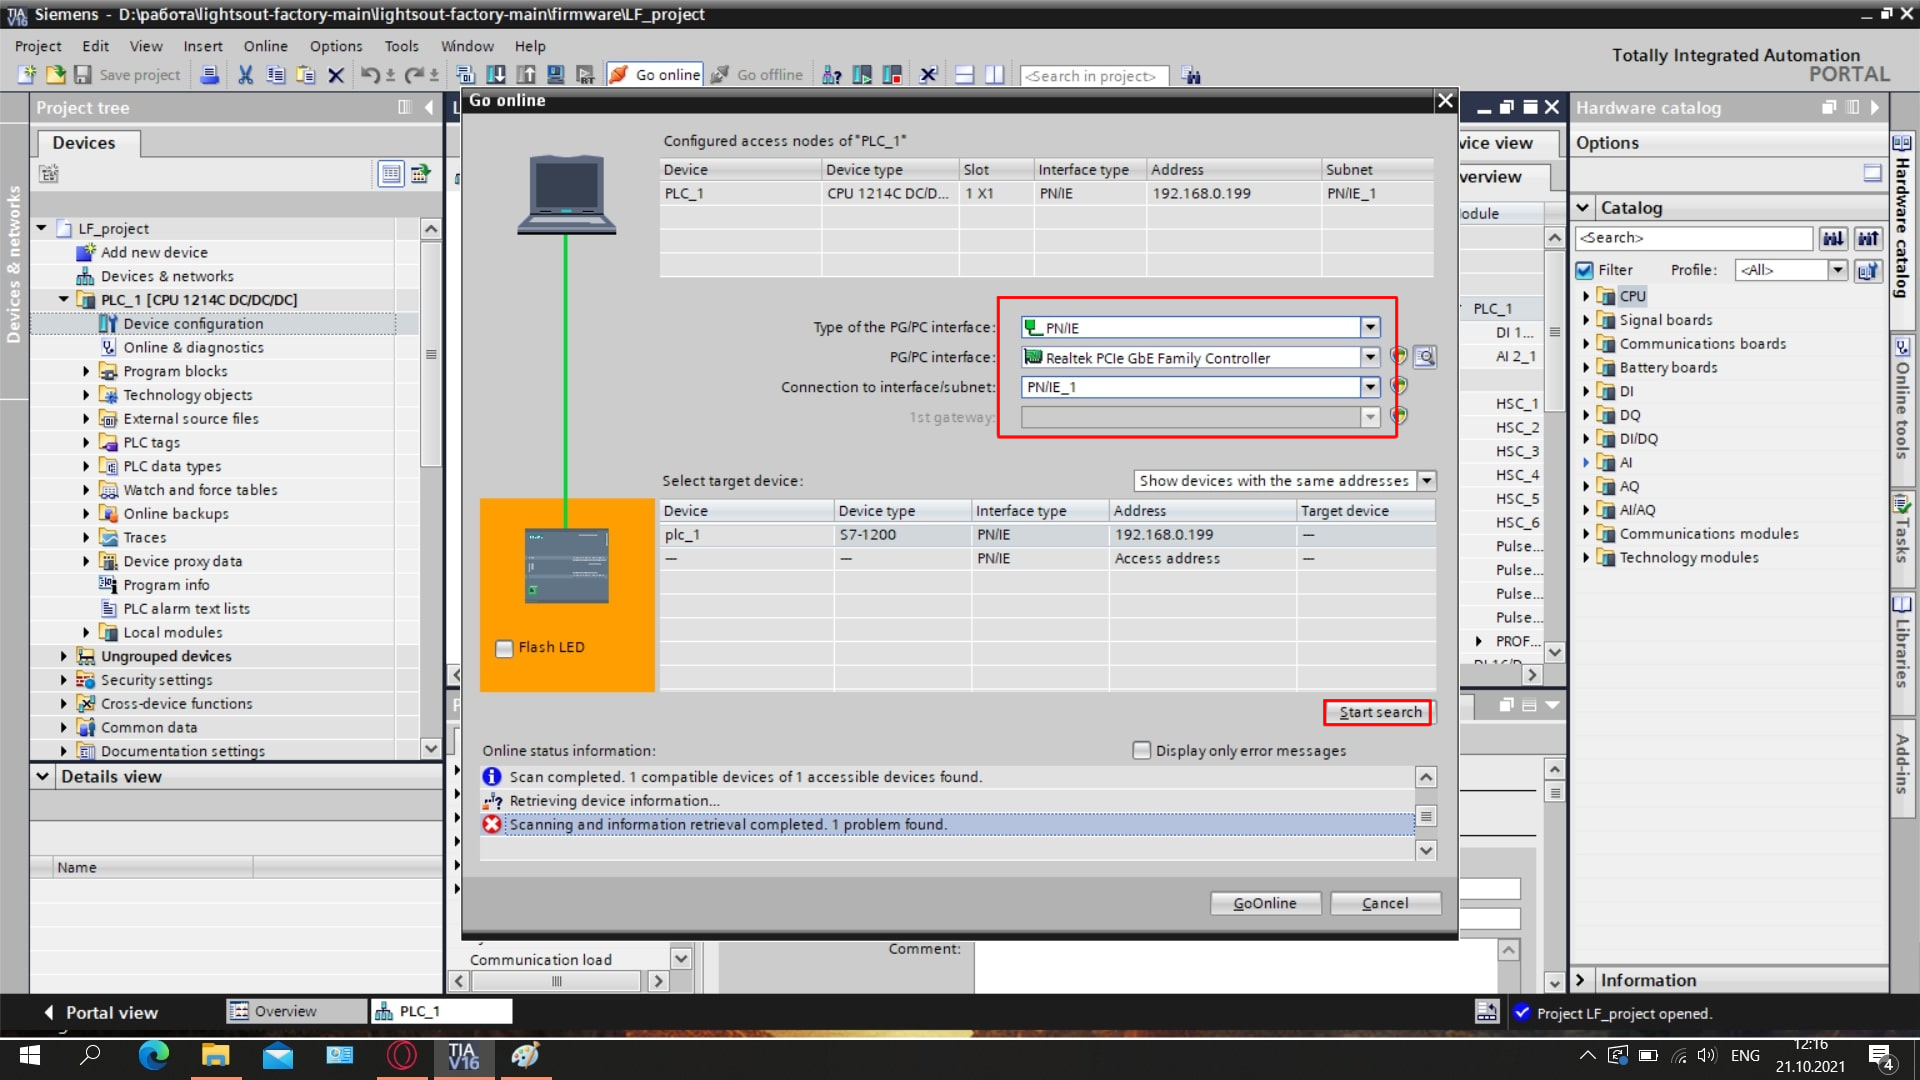 Siemens - D:\работа\lightsout-factory-main\lightsout-factory-main\firmware\LF_project
Project Edit View Insert Online Options Tools Window Help
Totally Integrated Automation
PORTAL
Save project
Go online
Go offline
<Search in project>
Project tree
Devices
Devices & networks
LF_project
Add new device
Devices & networks
PLC_1 [CPU 1214C DC/DC/DC]
Device configuration
Online & diagnostics
Program blocks
Technology objects
External source files
PLC tags
PLC data types
Watch and force tables
Online backups
Traces
Device proxy data
Program info
PLC alarm text lists
Local modules
Ungrouped devices
Security settings
Cross-device functions
Common data
Documentation settings
Details view
Name
Go online
Configured access nodes of "PLC_1"
Device Device type Slot Interface type Address Subnet
PLC_1 CPU 1214C DC/D... 1 X1 PN/IE 192.168.0.199 PN/IE_1
Type of the PG/PC interface: PN/IE
PG/PC interface: Realtek PCIe GbE Family Controller
Connection to interface/subnet: PN/IE_1
1st gateway:
Select target device: Show devices with the same addresses
Device Device type Interface type Address Target device
plc_1 S7-1200 PN/IE 192.168.0.199 —
— — PN/IE Access address —
Flash LED
Start search
Online status information:
Display only error messages
Scan completed. 1 compatible devices of 1 accessible devices found.
Retrieving device information...
Scanning and information retrieval completed. 1 problem found.
GoOnline
Cancel
Communication load
Comment:
vice view
verview
odule
PLC_1
DI 1...
AI 2_1
HSC_1
HSC_2
HSC_3
HSC_4
HSC_5
HSC_6
Pulse...
Pulse...
Pulse...
Pulse...
PROF...
Hardware catalog
Options
Catalog
<Search>
Filter Profile: <All>
CPU
Signal boards
Communications boards
Battery boards
DI
DQ
DI/DQ
AI
AQ
AI/AQ
Communications modules
Technology modules
Information
Hardware catalog
Online tools
Tasks
Libraries
Add-ins
Portal view
Overview
PLC_1
Project LF_project opened.
TIA
V16
ENG
12:16
21.10.2021
4